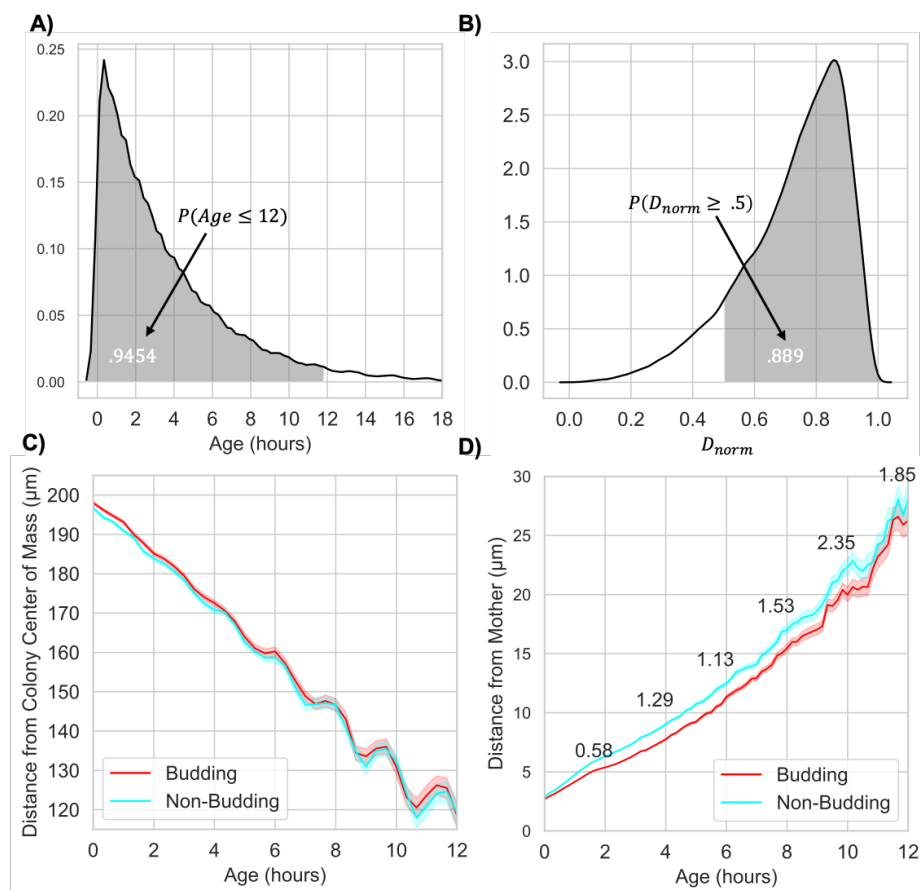 A)
0.25
0.20
0.15
0.10
0.05
0.00
P(Age ≤ 12)
.9454
0 2 4 6 8 10 12 14 16 18
Age (hours)
B)
3.0
2.5
2.0
1.5
1.0
0.5
0.0
P(D_norm ≥ .5)
.889
0.0 0.2 0.4 0.6 0.8 1.0
D_norm
C)
Distance from Colony Center of Mass (μm)
200
190
180
170
160
150
140
130
120
Budding
Non-Budding
0 2 4 6 8 10 12
Age (hours)
D)
Distance from Mother (μm)
30
25
20
15
10
5
0
0.58
1.29
1.13
1.53
2.35
1.85
Budding
Non-Budding
0 2 4 6 8 10 12
Age (hours)